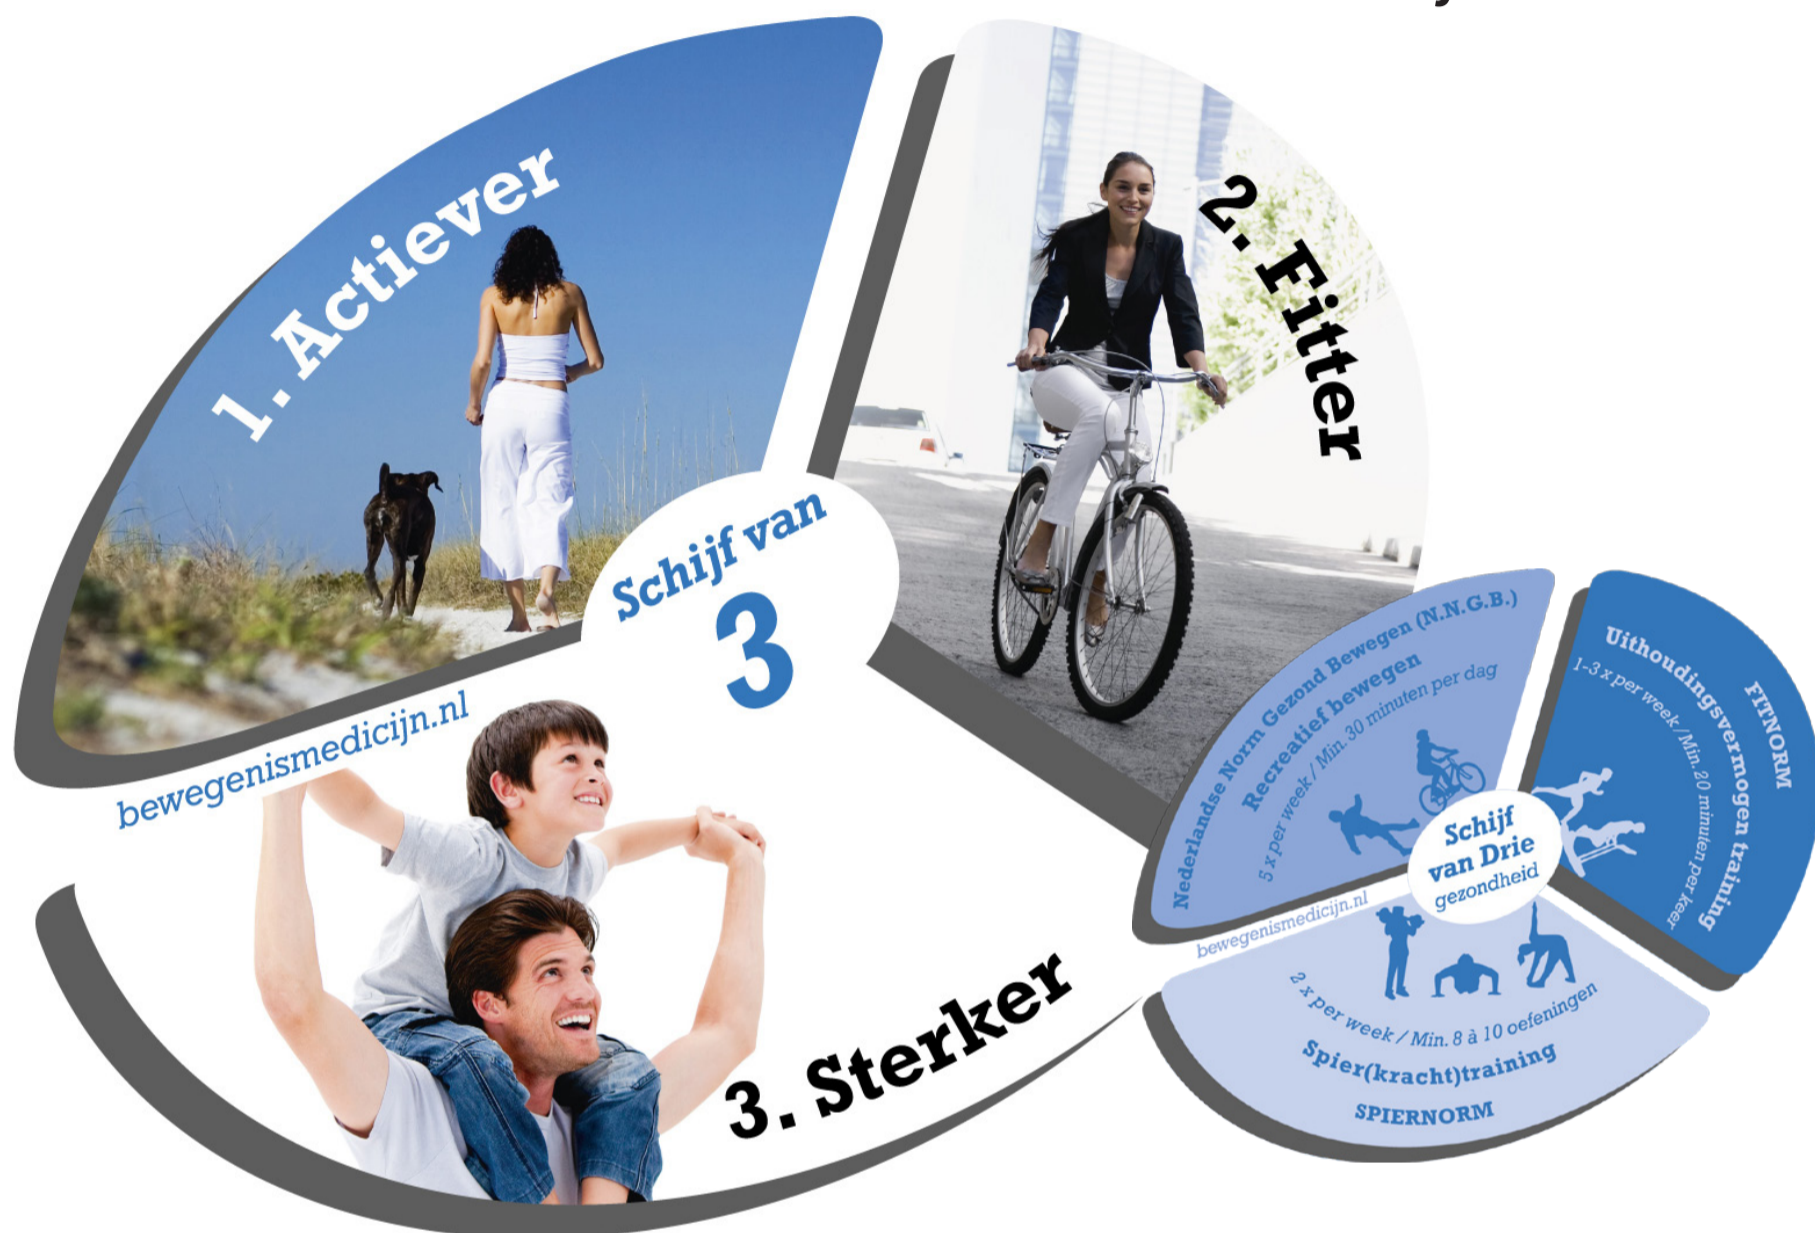 1. Actiever
2. Fitter
Schijf van
3
bewegenismedicijn.nl
3. Sterker
Nederlandse Norm Gezond Bewegen (N.N.G.B.)
Recreatief bewegen
5 x per week / Min. 30 minuten per dag
FITNORM
Uithoudingsvermogen training
1-3 x per week / Min. 20 minuten per keer
Schijf
van Drie
gezondheid
bewegenismedicijn.nl
2 x per week / Min. 8 à 10 oefeningen
Spier(kracht)training
SPIERNORM